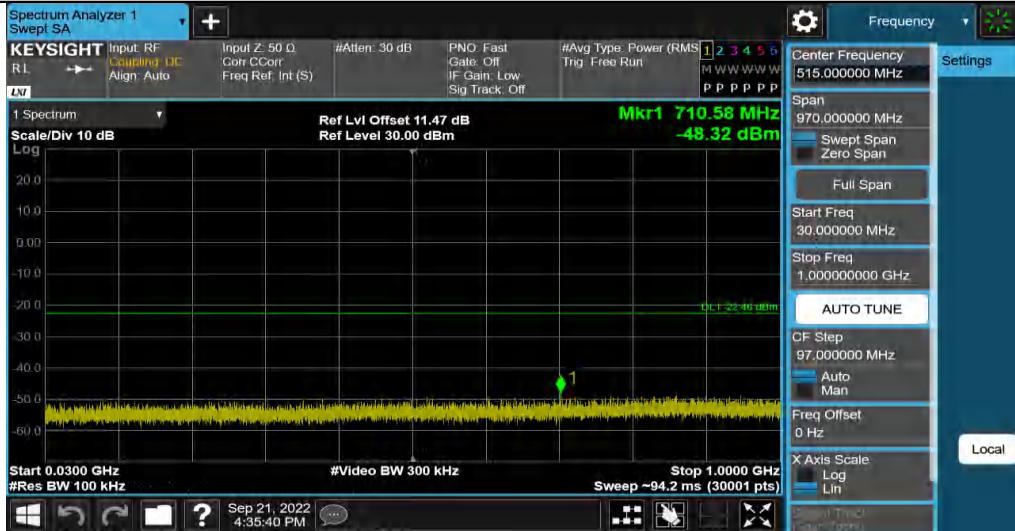 Spectrum Analyzer 1
Swept SA
Frequency
KEYSIGHT
RL
LXI
Input: RF
Coupling: DC
Align: Auto
Input Z: 50 Ω
Corr CCorr
Freq Ref: Int (S)
#Atten: 30 dB
PNO: Fast
Gate: Off
IF Gain: Low
Sig Track: Off
#Avg Type: Power (RMS
Trig: Free Run
1 2 3 4 5 6
M W W W W W
P P P P P P
Center Frequency
515.000000 MHz
Settings
1 Spectrum
Scale/Div 10 dB
Log
Ref Lvl Offset 11.47 dB
Ref Level 30.00 dBm
Mkr1 710.58 MHz
-48.32 dBm
Span
970.000000 MHz
Swept Span
Zero Span
Full Span
Start Freq
30.000000 MHz
Stop Freq
1.000000000 GHz
AUTO TUNE
CF Step
97.000000 MHz
Auto
Man
Freq Offset
0 Hz
X Axis Scale
Log
Lin
Local
20.0
10.0
0.00
-10.0
-20.0
DL1 -22.46 dBm
-30.0
-40.0
1
-50.0
-60.0
Start 0.0300 GHz
#Res BW 100 kHz
#Video BW 300 kHz
Stop 1.0000 GHz
Sweep ~94.2 ms (30001 pts)
?
Sep 21, 2022
4:35:40 PM